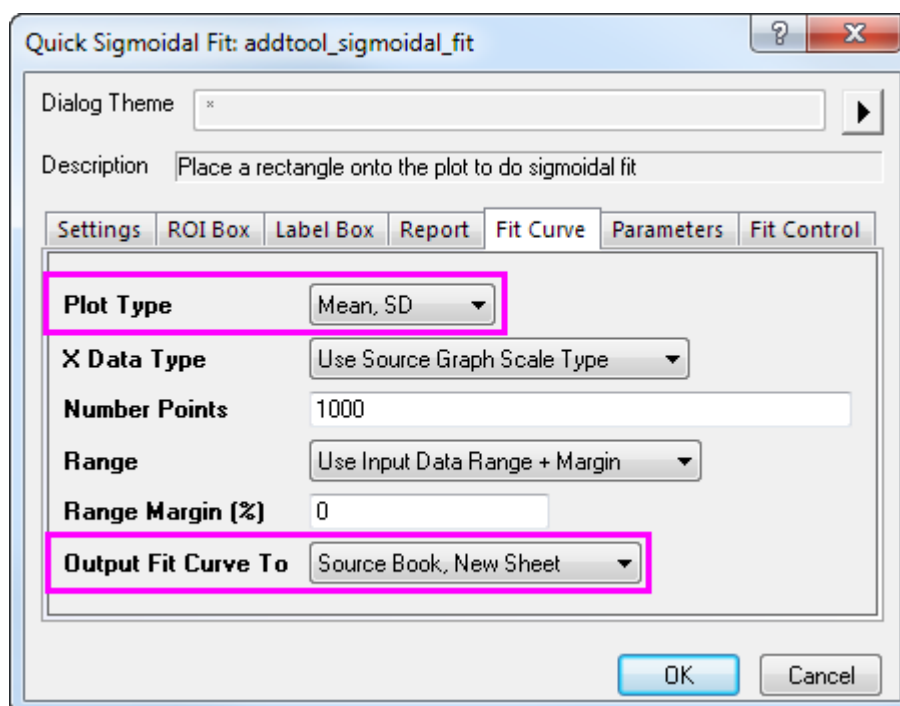 Quick Sigmoidal Fit: addtool_sigmoidal_fit ? x
Dialog Theme *
Description Place a rectangle onto the plot to do sigmoidal fit
Settings ROI Box Label Box Report Fit Curve Parameters Fit Control
Plot Type Mean, SD
X Data Type Use Source Graph Scale Type
Number Points 1000
Range Use Input Data Range + Margin
Range Margin (%) 0
Output Fit Curve To Source Book, New Sheet
OK Cancel